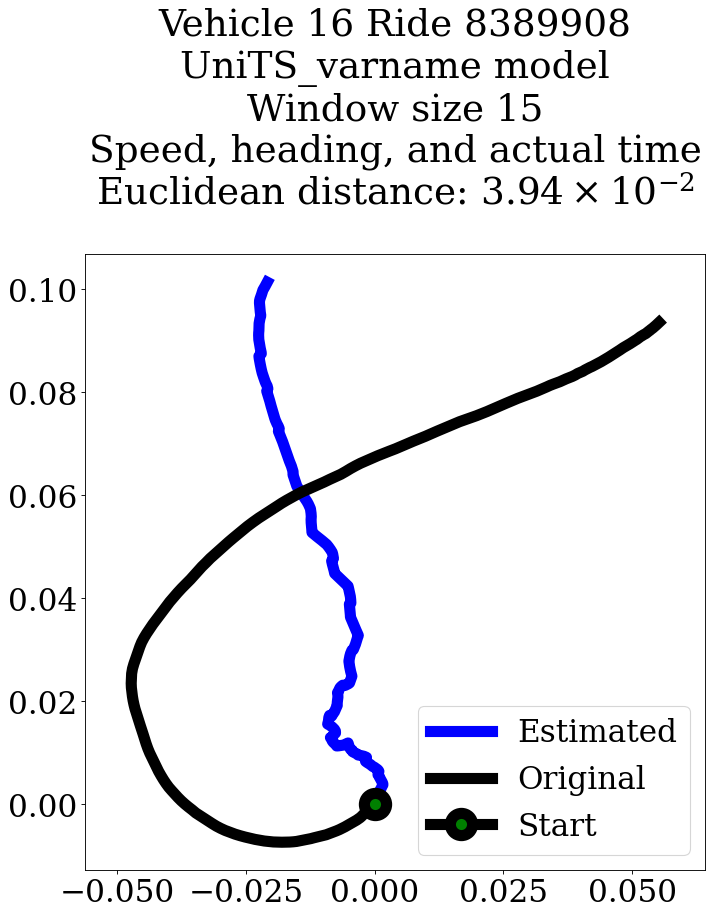 Vehicle 16 Ride 8389908
UniTS_varname model
Window size 15
Speed, heading, and actual time
Euclidean distance: 3.94 × 10⁻²
0.10
0.08
0.06
0.04
0.02
0.00
Estimated
Original
Start
−0.050 −0.025 0.000 0.025 0.050